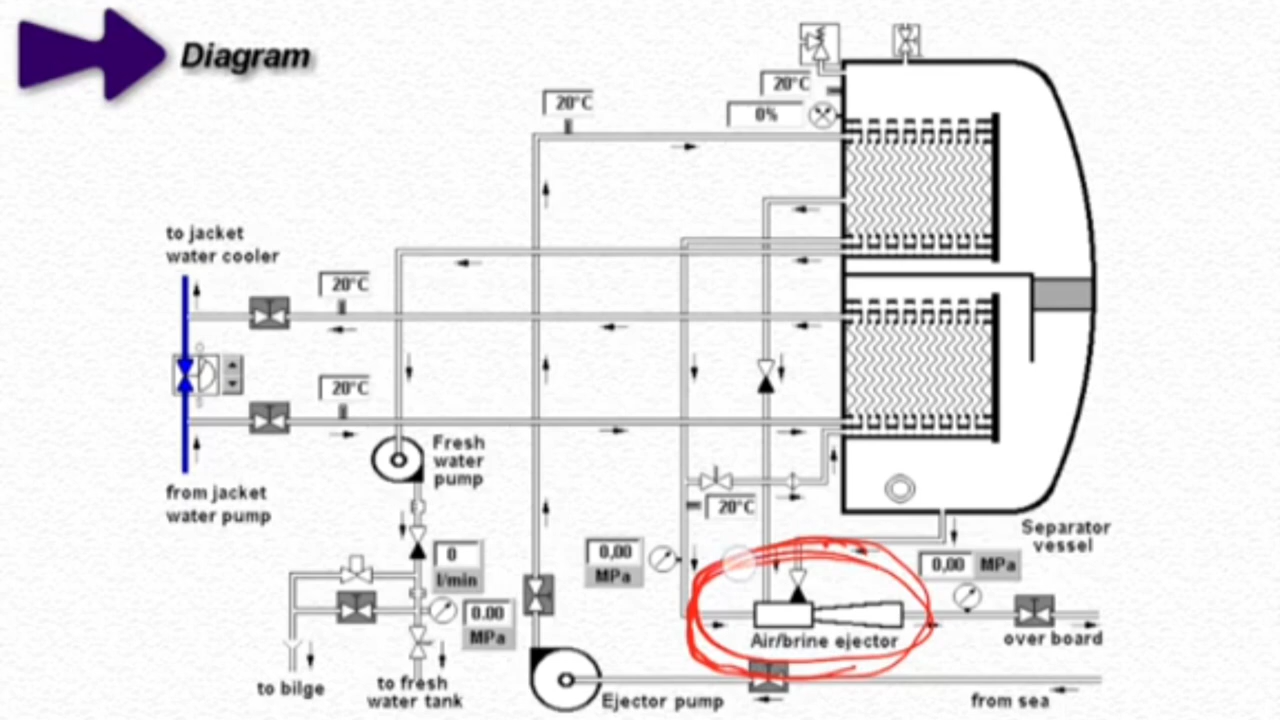 Diagram
20°C
20°C
0%
to jacket
water cooler
20°C
20°C
Fresh
water
pump
from jacket
water pump
20°C
Separator
vessel
0,00
MPa
0,00 MPa
0
l/min
0.00
MPa
Air/brine ejector
over board
to bilge
to fresh
water tank
Ejector pump
from sea